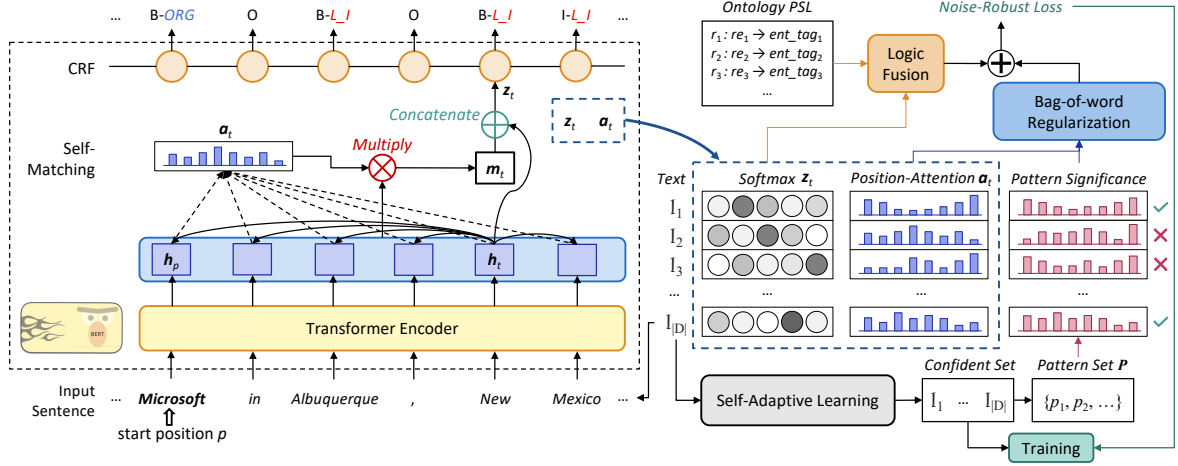 ... B-ORG O B-L_I O B-L_I I-L_I ...
CRF
z_t
Concatenate
a_t
Multiply
Self-
Matching
m_t
h_p h_t
BERT
Transformer Encoder
Input
Sentence
... Microsoft in Albuquerque , New Mexico ...
start position p
z_t a_t
Ontology PSL
r_1 : re_1 → ent_tag_1
r_2 : re_2 → ent_tag_2
r_3 : re_3 → ent_tag_3
...
Logic
Fusion
Noise-Robust Loss
+
Bag-of-word
Regularization
Text Softmax z_t Position-Attention a_t Pattern Significance
I_1 ✓
I_2 ✗
I_3 ✗
... ... ... ...
I_|D| ✓
Self-Adaptive Learning
Confident Set
I_1 ... I_|D|
Pattern Set P
{p_1, p_2, …}
Training